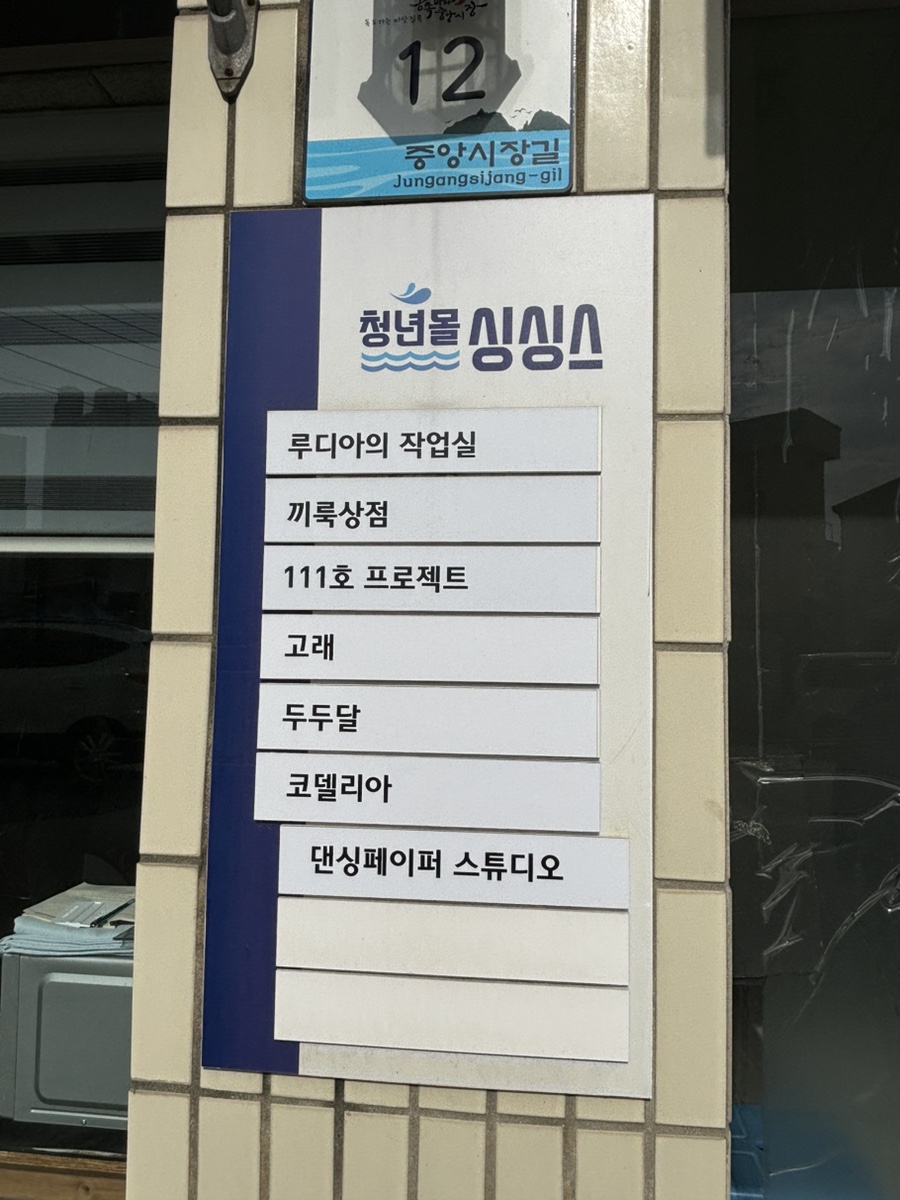 12
중앙시장길
Jungangsijang-gil
청년몰 싱싱스
루디아의 작업실
끼룩상점
111호 프로젝트
고래
두두달
코델리아
댄싱페이퍼 스튜디오